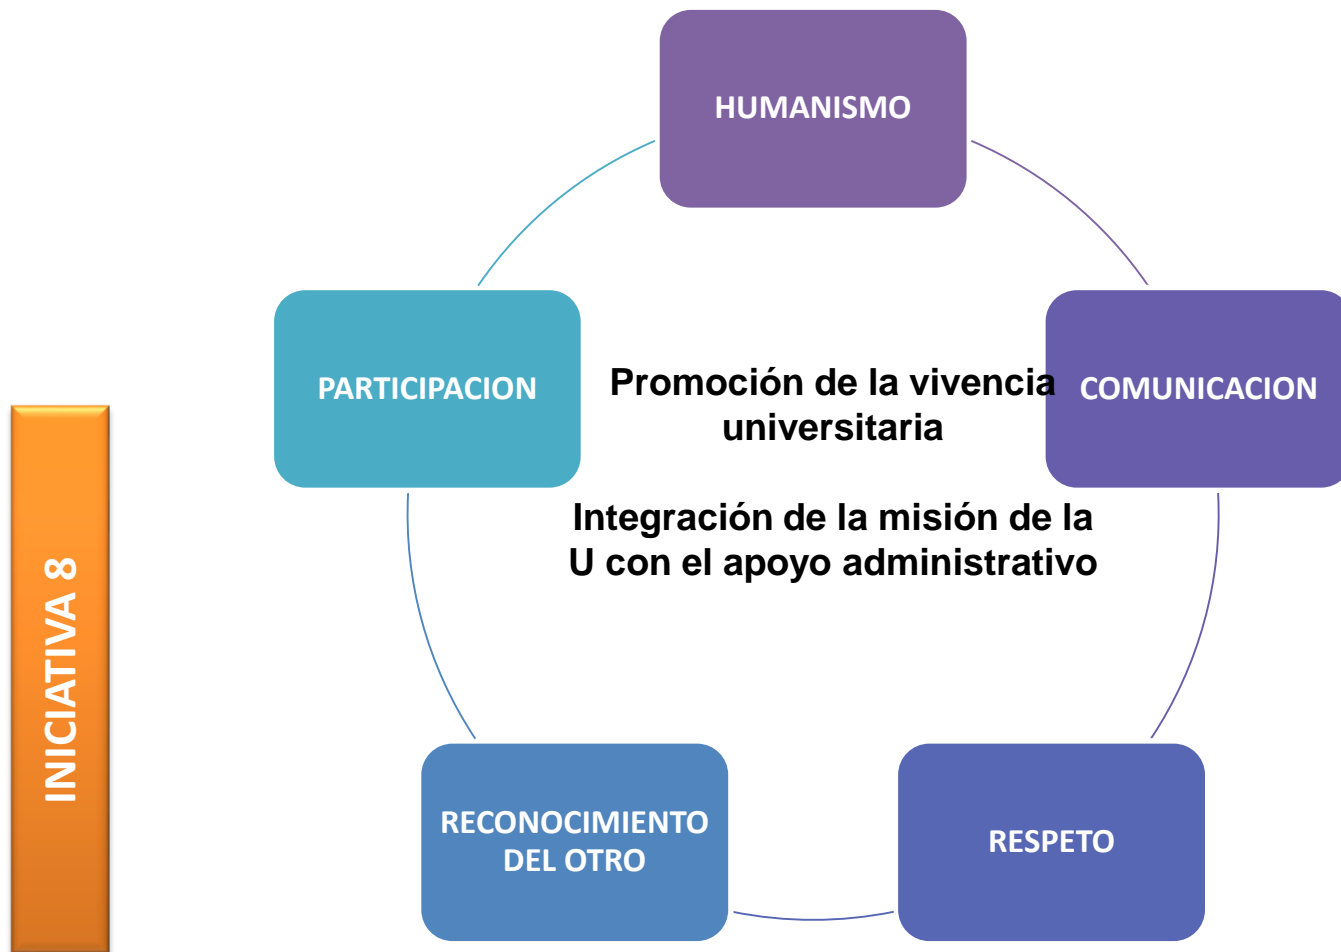 HUMANISMO
PARTICIPACION
Promoción de la vivencia
universitaria
COMUNICACION
Integración de la misión de la
U con el apoyo administrativo
INICIATIVA 8
RECONOCIMIENTO
DEL OTRO
RESPETO